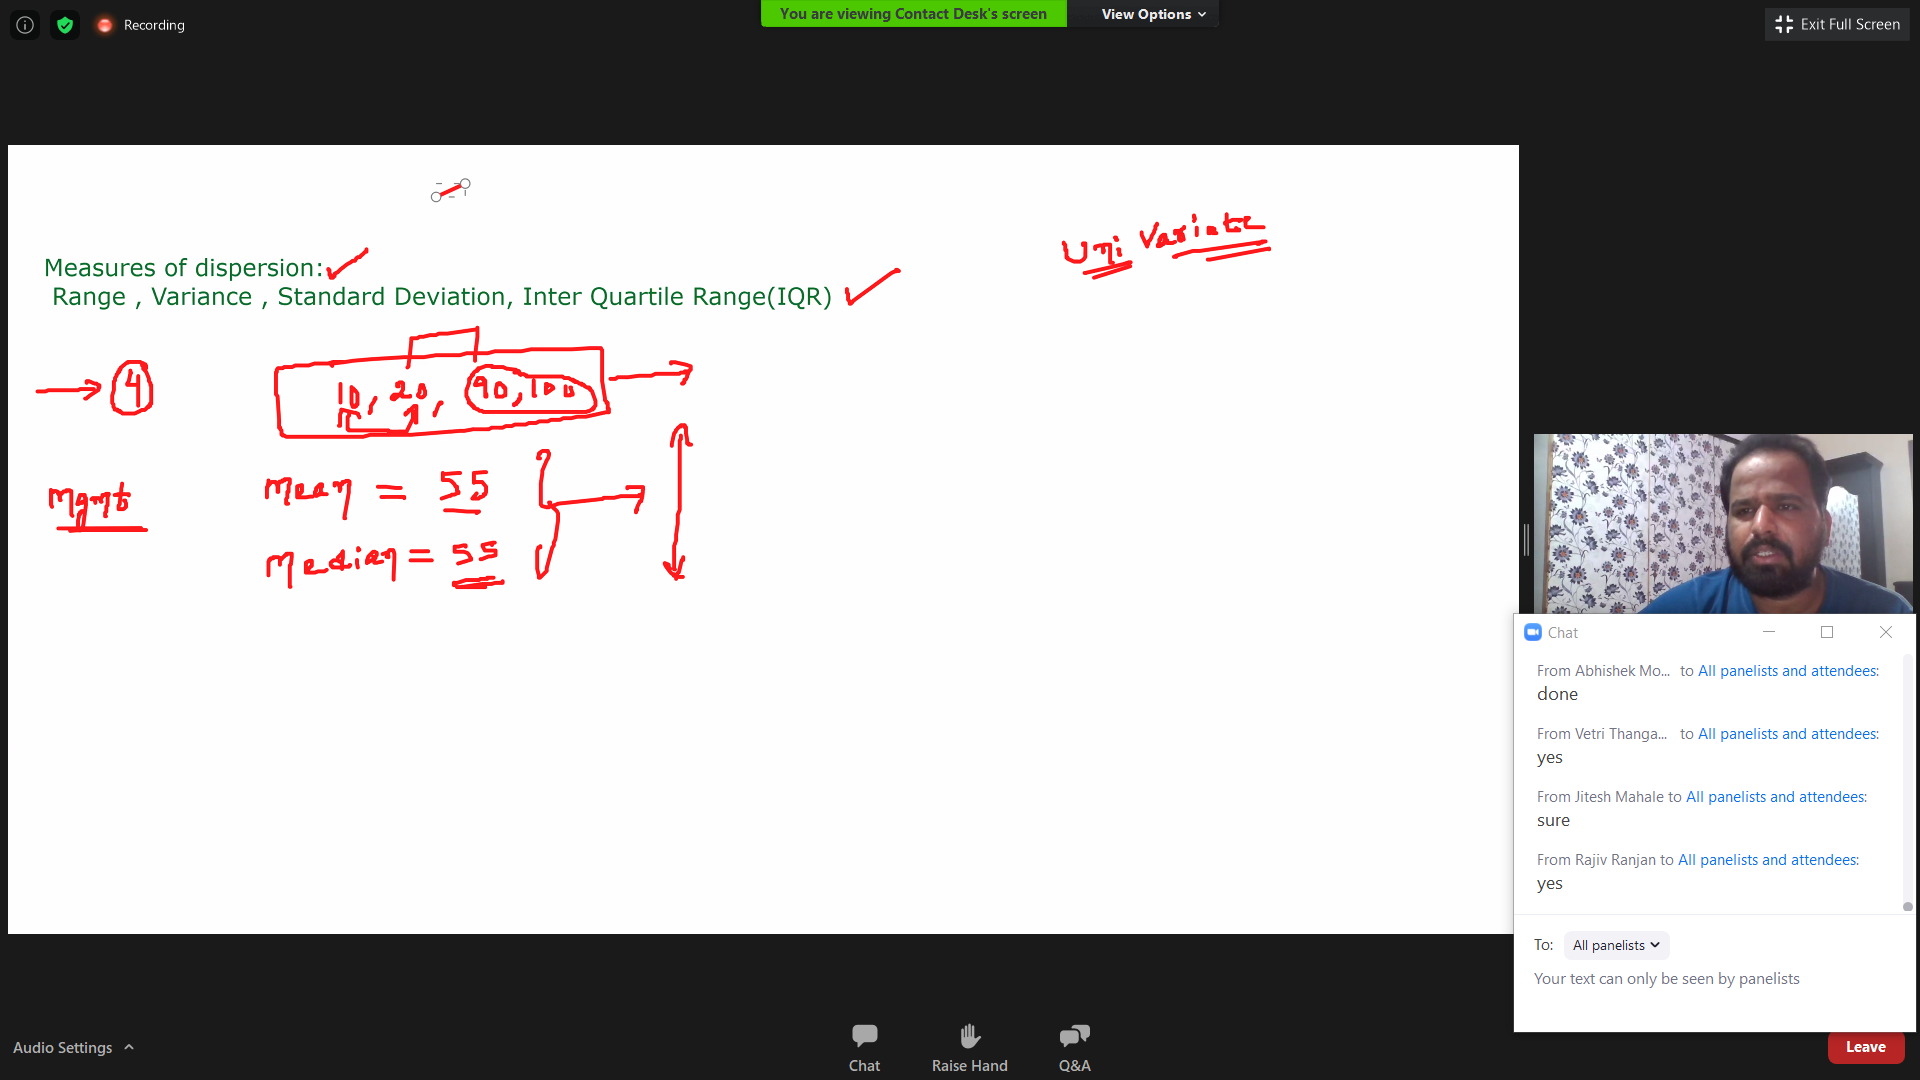 Recording
You are viewing Contact Desk's screen
View Options
Exit Full Screen
Measures of dispersion:
Range , Variance , Standard Deviation, Inter Quartile Range(IQR)
Uni Variate
4
10, 20, 90, 100
Mgmt
Mean = 55
Median = 55
Chat
From Abhishek Mo... to All panelists and attendees:
done
From Vetri Thanga... to All panelists and attendees:
yes
From Jitesh Mahale to All panelists and attendees:
sure
From Rajiv Ranjan to All panelists and attendees:
yes
To: All panelists
Your text can only be seen by panelists
Audio Settings
Chat
Raise Hand
Q&A
Leave